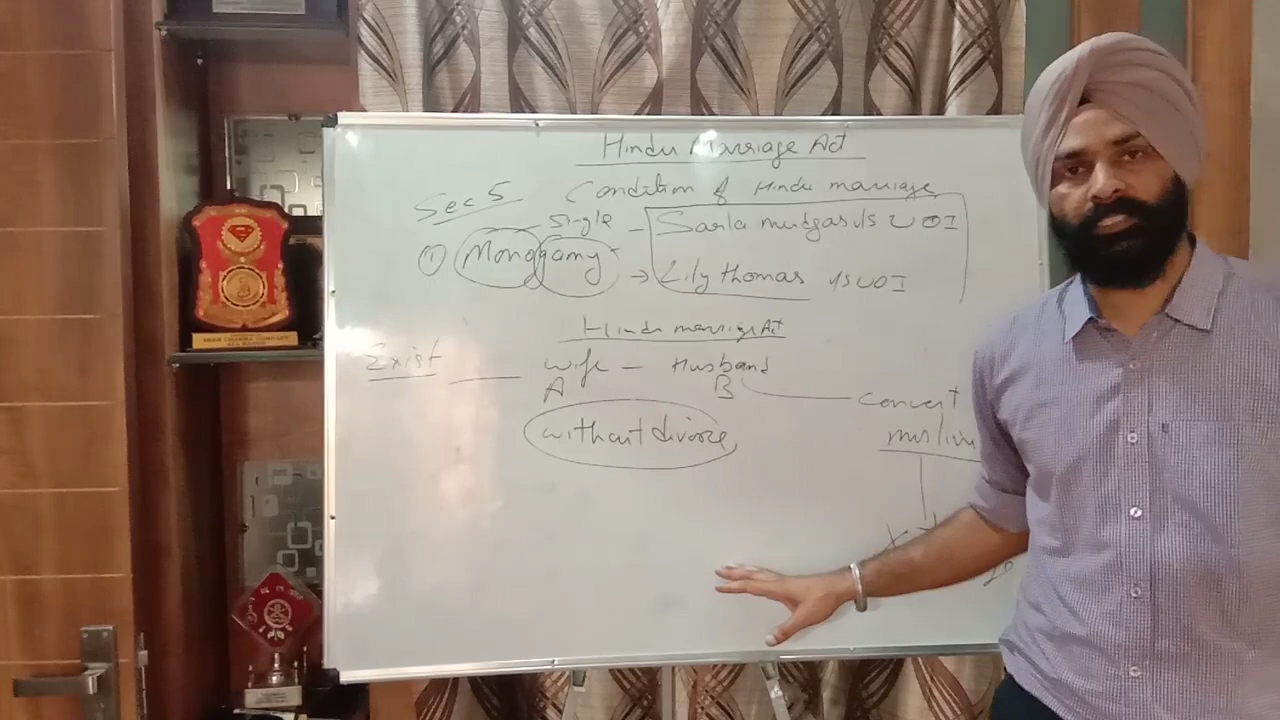 Hindu Marriage Act
Sec 5 Condition of Hindu marriage
single - Sarla mudgas vs UOI
① Monogamy → Lily thomas vs UOI
Hindu marriage Act
Exist wife - Husband
A B convert
without divorce muslim